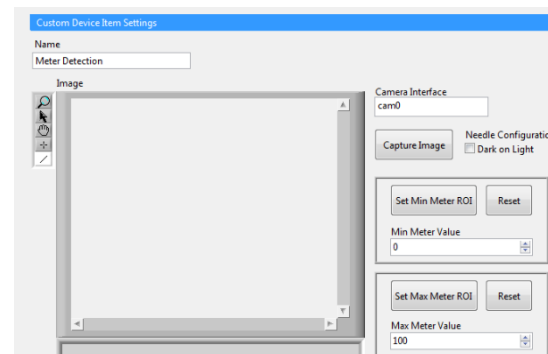 Custom Device Item Settings
Name
Meter Detection
Image
Camera Interface
cam0
Capture Image
Needle Configuratio
Dark on Light
Set Min Meter ROI
Reset
Min Meter Value
0
Set Max Meter ROI
Reset
Max Meter Value
100